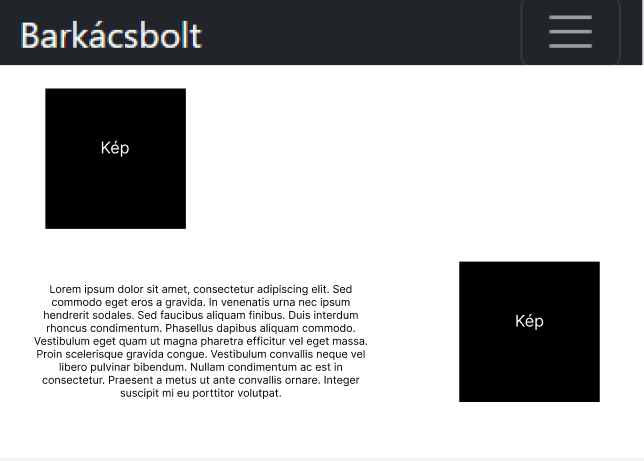 Barkácsbolt
Kép
Lorem ipsum dolor sit amet, consectetur adipiscing elit. Sed
commodo eget eros a gravida. In venenatis urna nec ipsum
hendrerit sodales. Sed faucibus aliquam finibus. Duis interdum
rhoncus condimentum. Phasellus dapibus aliquam commodo.
Vestibulum eget quam ut magna pharetra efficitur vel eget massa.
Proin scelerisque gravida congue. Vestibulum convallis neque vel
libero pulvinar bibendum. Nullam condimentum ac est in
consectetur. Praesent a metus ut ante convallis ornare. Integer
suscipit mi eu porttitor volutpat.
Kép